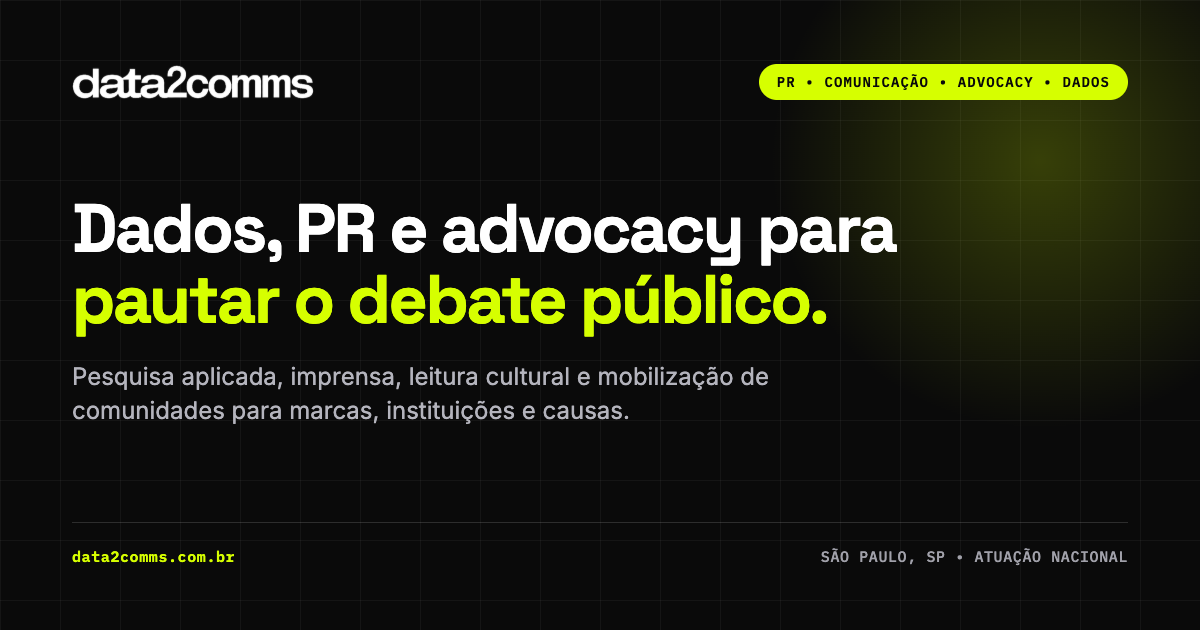 data2comms
PR • COMUNICAÇÃO • ADVOCACY • DADOS
Dados, PR e advocacy para
pautar o debate público.
Pesquisa aplicada, imprensa, leitura cultural e mobilização de
comunidades para marcas, instituições e causas.
data2comms.com.br
SÃO PAULO, SP • ATUAÇÃO NACIONAL